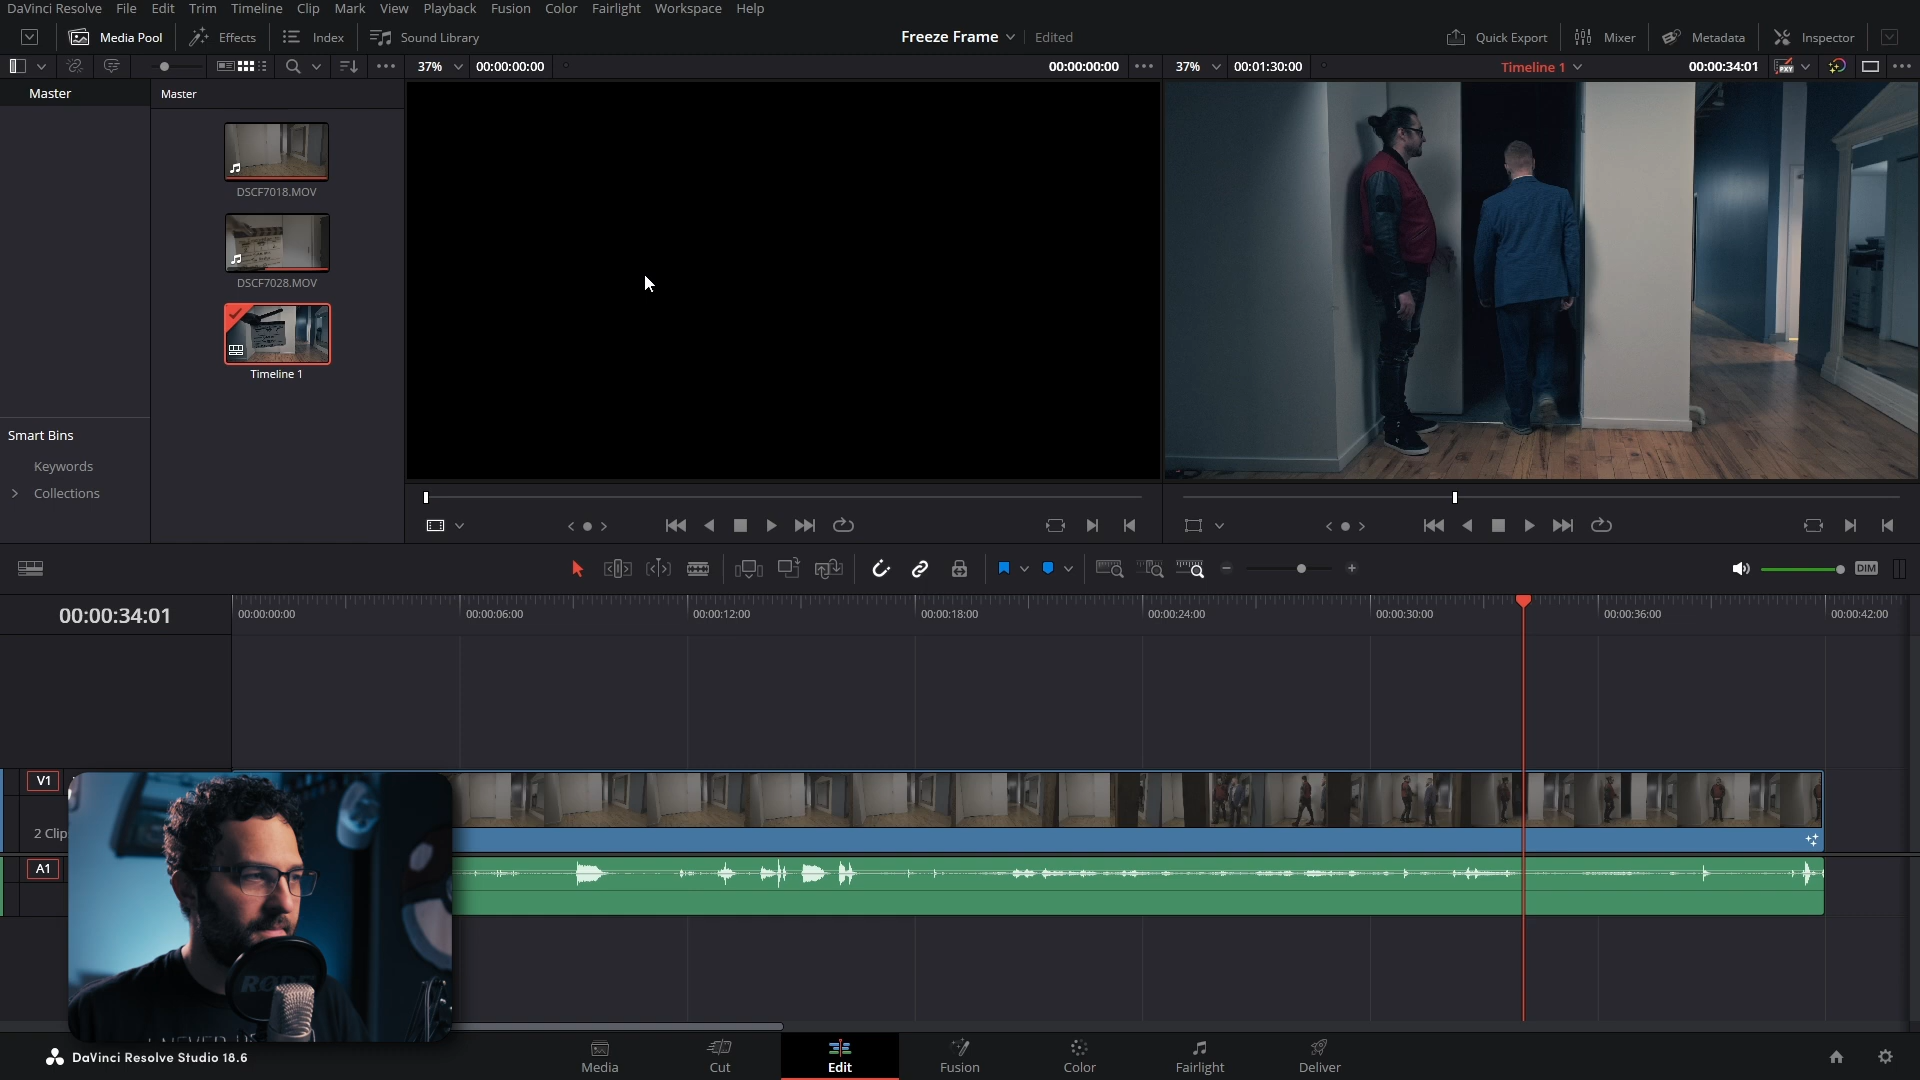 DaVinci Resolve File Edit Trim Timeline Clip Mark View Playback Fusion Color Fairlight Workspace Help
Media Pool Effects Index Sound Library Freeze Frame Edited Quick Export Mixer Metadata Inspector
37% 00:00:00:00 00:00:00:00 37% 00:01:30:00 Timeline 1 00:00:34:01 PXY
Master
Master
DSCF7018.MOV
DSCF7028.MOV
Timeline 1
Smart Bins
Keywords
Collections
DIM
00:00:34:01
00:00:00:00 00:00:06:00 00:00:12:00 00:00:18:00 00:00:24:00 00:00:30:00 00:00:36:00 00:00:42:00
V1
2 Clip
A1
RODE
DaVinci Resolve Studio 18.6
Media Cut Edit Fusion Color Fairlight Deliver